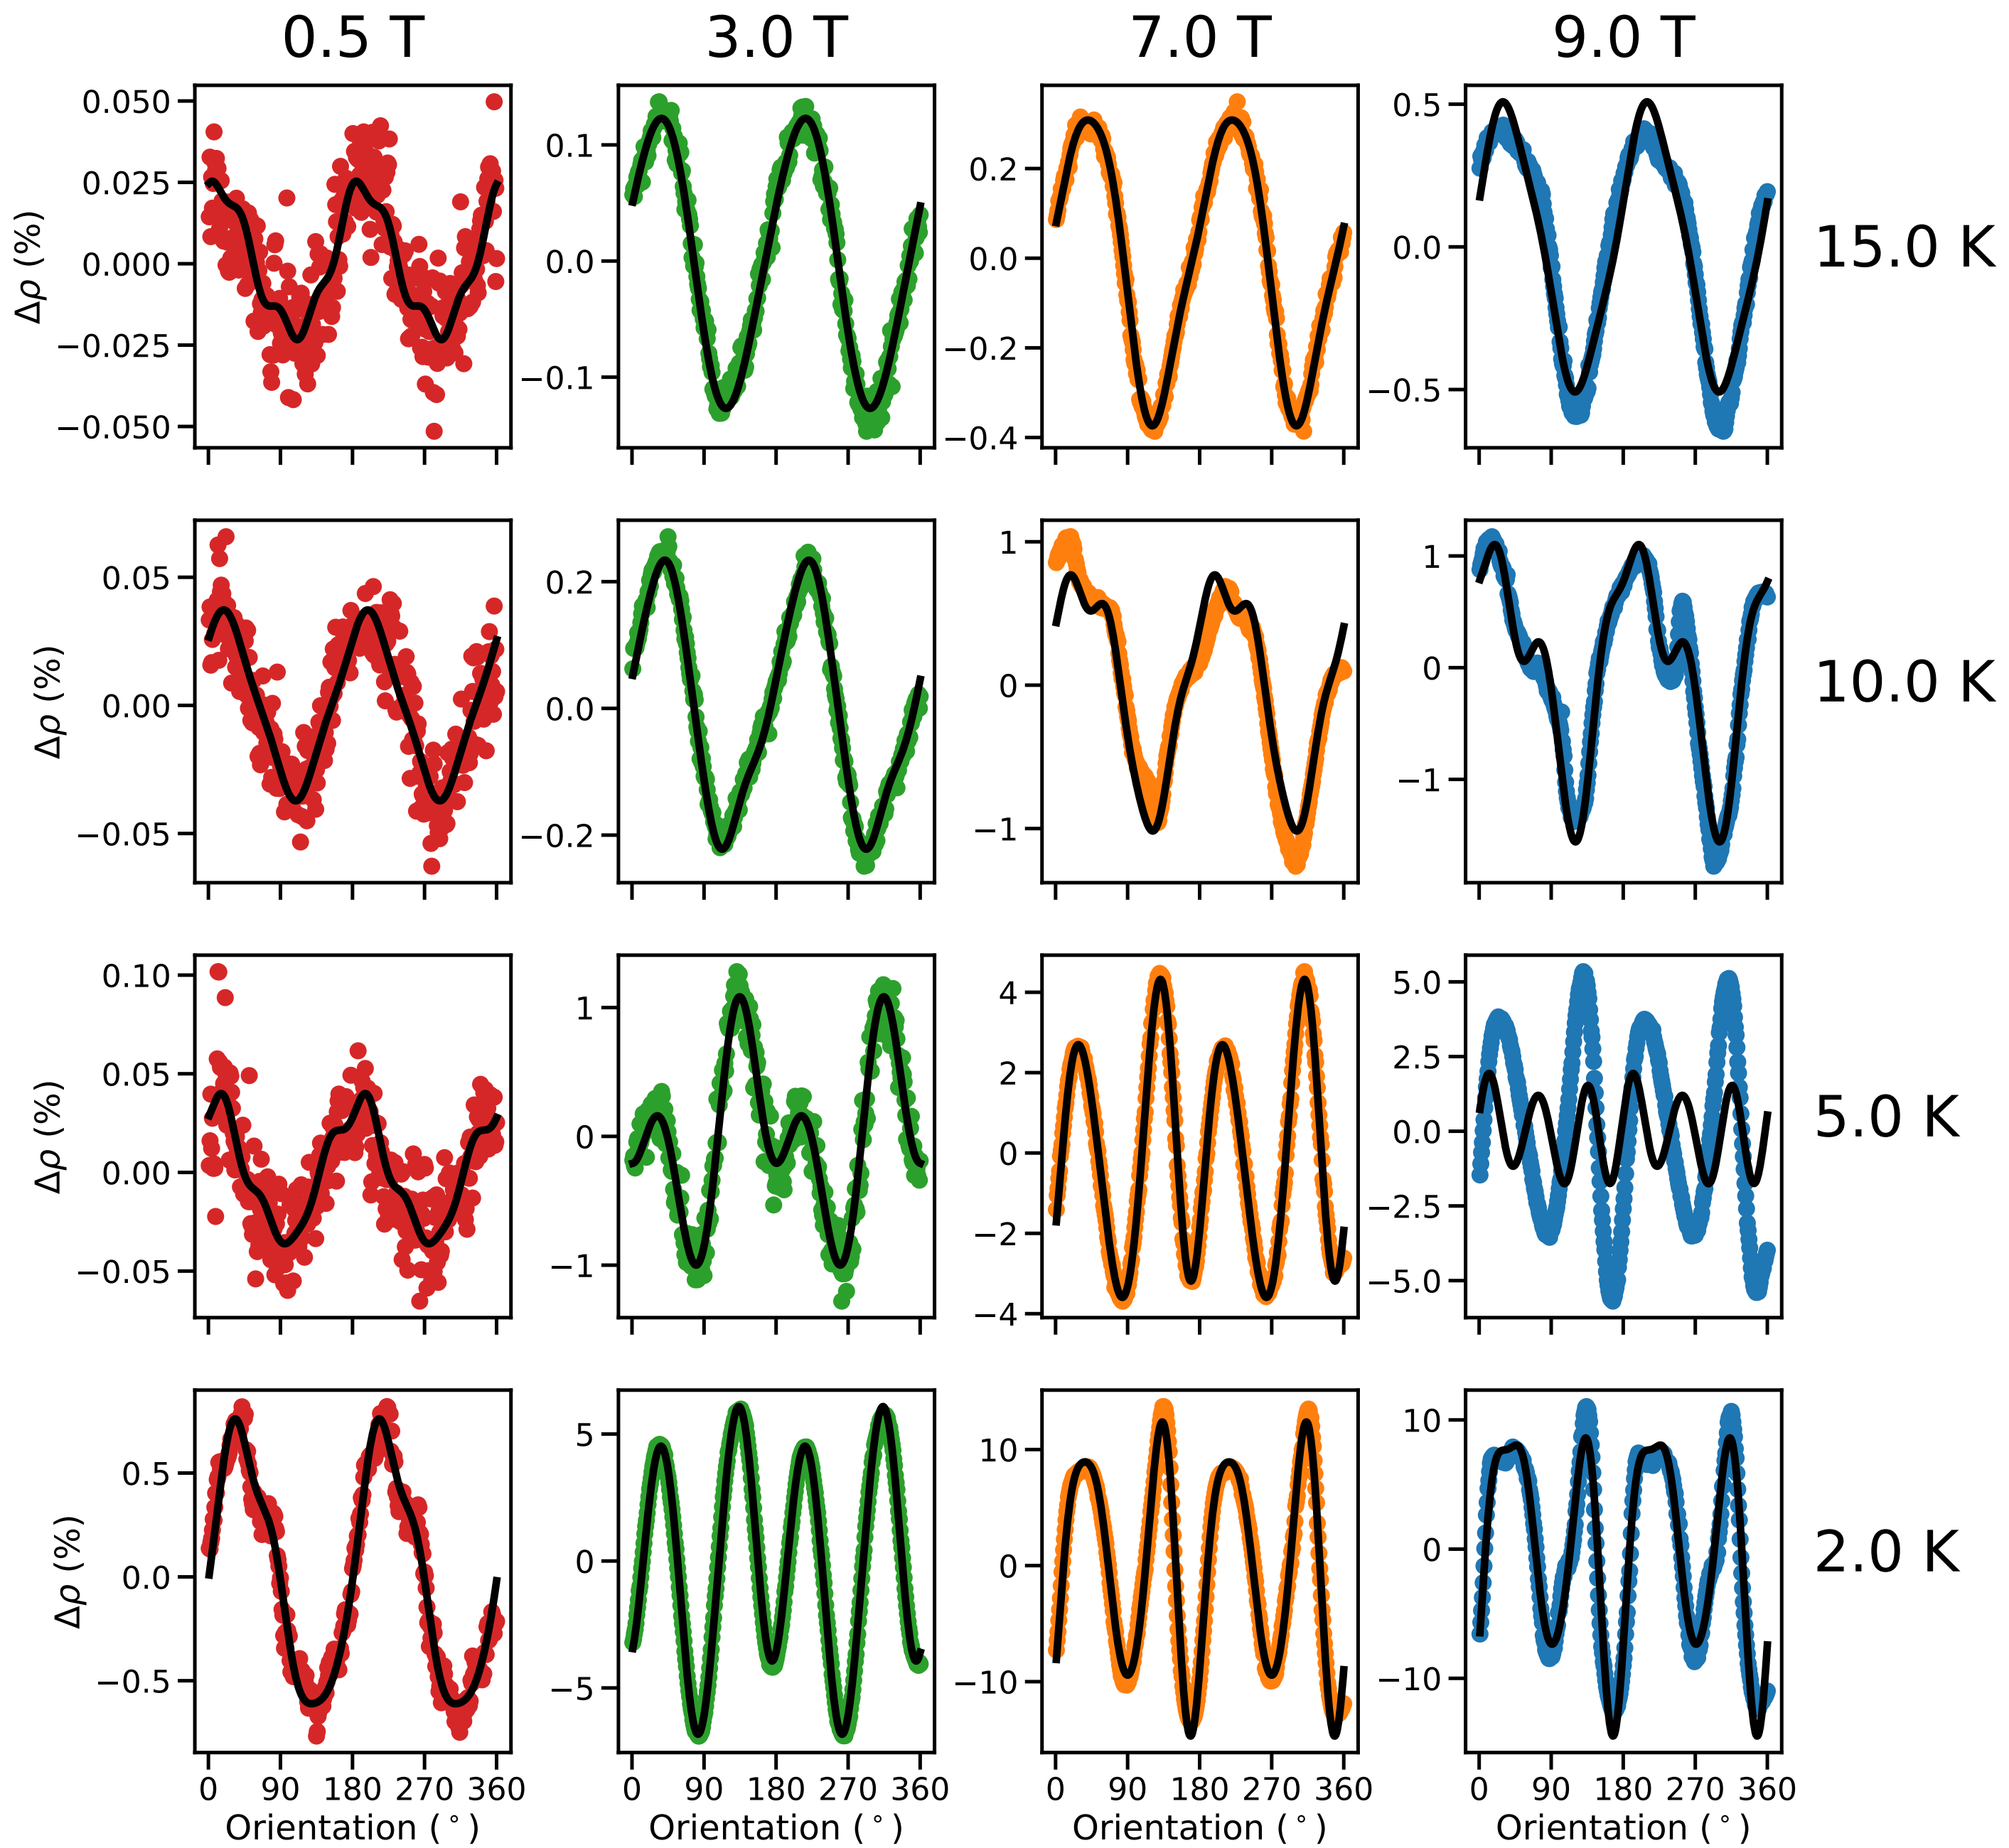 0.5 T 3.0 T 7.0 T 9.0 T
0.050 0.025 0.000 −0.025 −0.050
Δρ (%)
0.1 0.0 −0.1
0.2 0.0 −0.2 −0.4
0.5 0.0 −0.5
15.0 K
0.05 0.00 −0.05
Δρ (%)
0.2 0.0 −0.2
1 0 −1
1 0 −1
10.0 K
0.10 0.05 0.00 −0.05
Δρ (%)
1 0 −1
4 2 0 −2 −4
5.0 2.5 0.0 −2.5 −5.0
5.0 K
0.5 0.0 −0.5
Δρ (%)
5 0 −5
10 0 −10
10 0 −10
2.0 K
0 90 180 270 360 0 90 180 270 360 0 90 180 270 360 0 90 180 270 360
Orientation (°) Orientation (°) Orientation (°) Orientation (°)